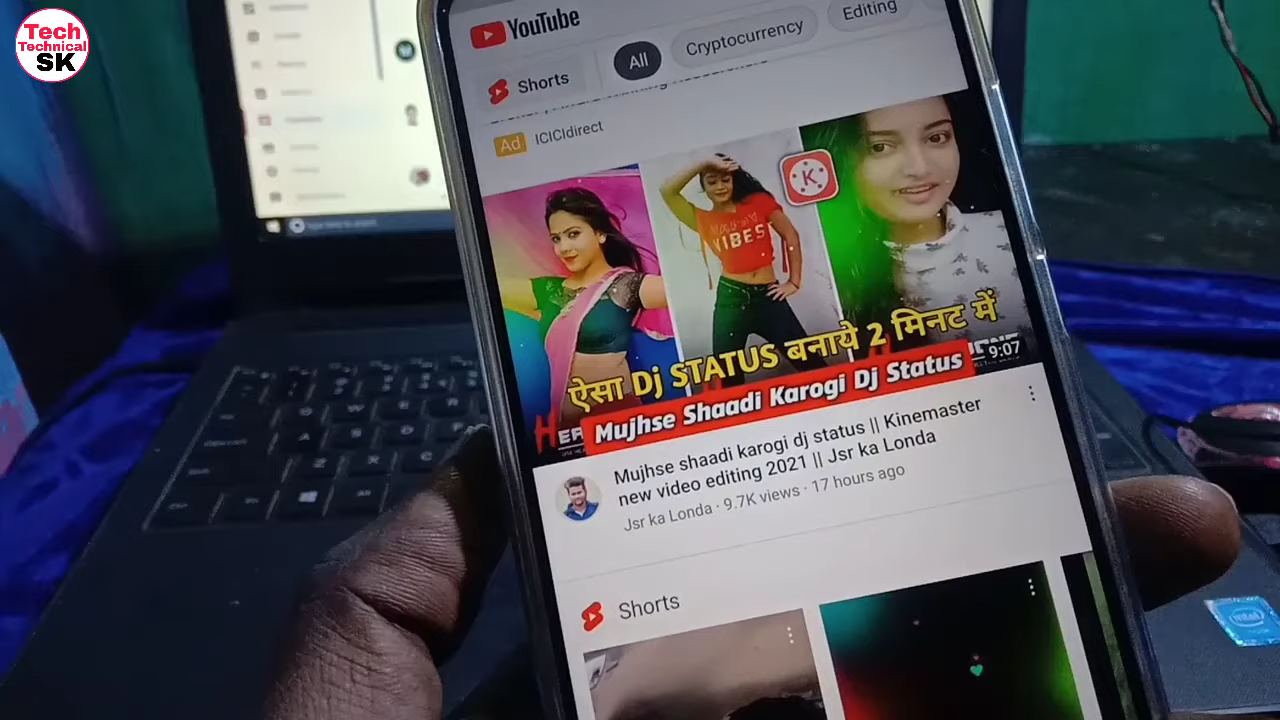 Tech
Technical
SK
YouTube
Shorts
All
Cryptocurrency
Editing
Ad
ICICIdirect
K
VIBES
ऐसा Dj STATUS बनाये 2 मिनट में
9:07
Mujhse Shaadi Karogi Dj Status
Mujhse shaadi karogi dj status || Kinemaster
new video editing 2021 || Jsr ka Londa
Jsr ka Londa · 9.7K views · 17 hours ago
Shorts
intel